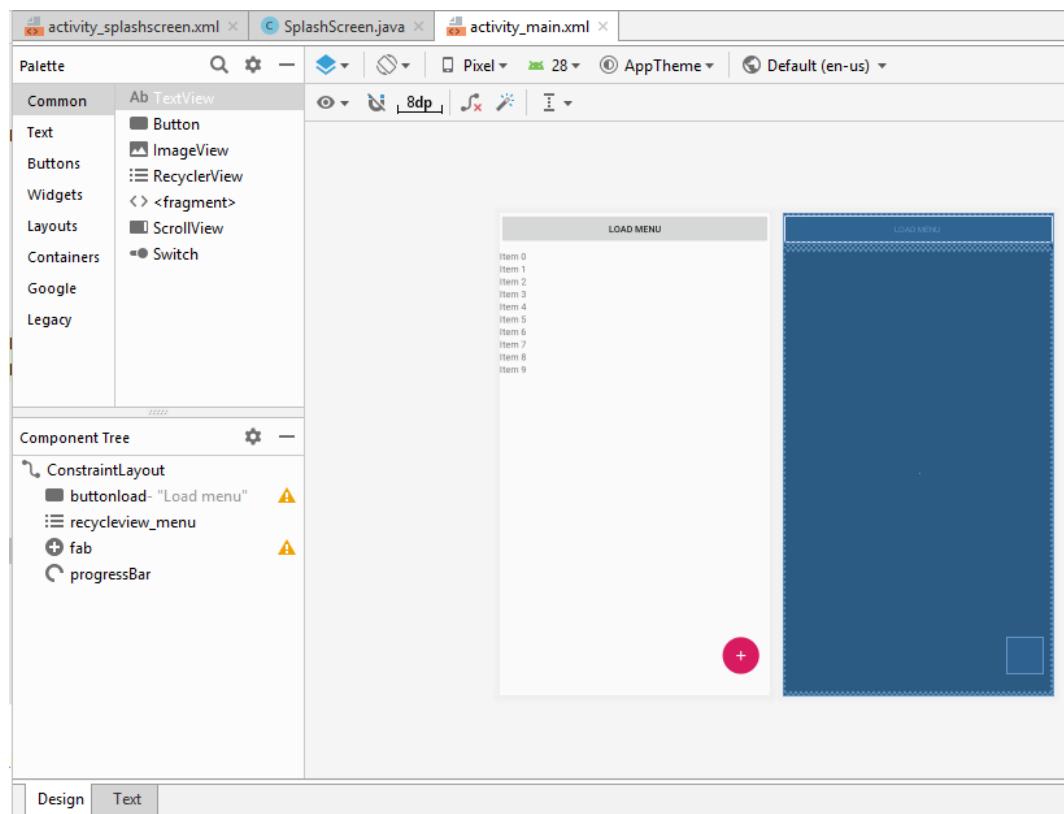 activity_splashscreen.xml
SplashScreen.java
activity_main.xml
Palette
Pixel
28
AppTheme
Default (en-us)
Common
Text
Buttons
Widgets
Layouts
Containers
Google
Legacy
Ab TextView
Button
ImageView
RecyclerView
<fragment>
ScrollView
Switch
8dp
LOAD MENU
Item 0
Item 1
Item 2
Item 3
Item 4
Item 5
Item 6
Item 7
Item 8
Item 9
LOAD MENU
Component Tree
ConstraintLayout
buttonload- "Load menu"
recycleview_menu
fab
progressBar
Design
Text